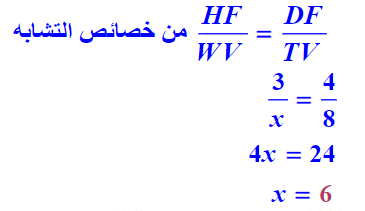 من خصائص التشابه HF/WV = DF/TV
3/x = 4/8
4x = 24
x = 6